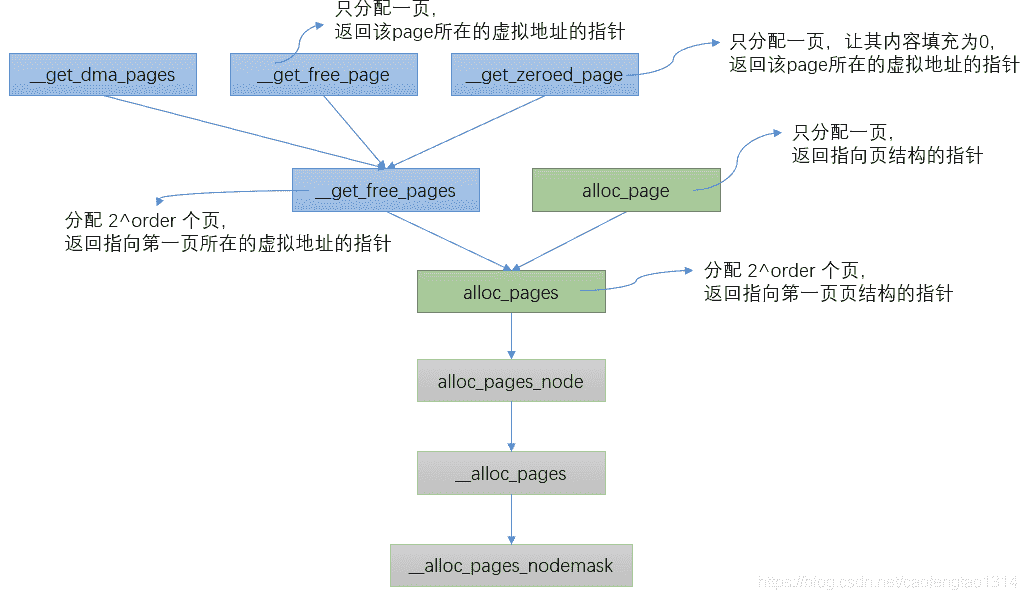 只分配一页，
返回该page所在的虚拟地址的指针
只分配一页，让其内容填充为0，
返回该page所在的虚拟地址的指针
__get_dma_pages
__get_free_page
__get_zeroed_page
只分配一页，
返回指向页结构的指针
__get_free_pages
alloc_page
分配 2^order 个页，
返回指向第一页所在的虚拟地址的指针
分配 2^order 个页，
返回指向第一页页结构的指针
alloc_pages
alloc_pages_node
__alloc_pages
__alloc_pages_nodemask
https://blog.csdn.net/caofengtao1314